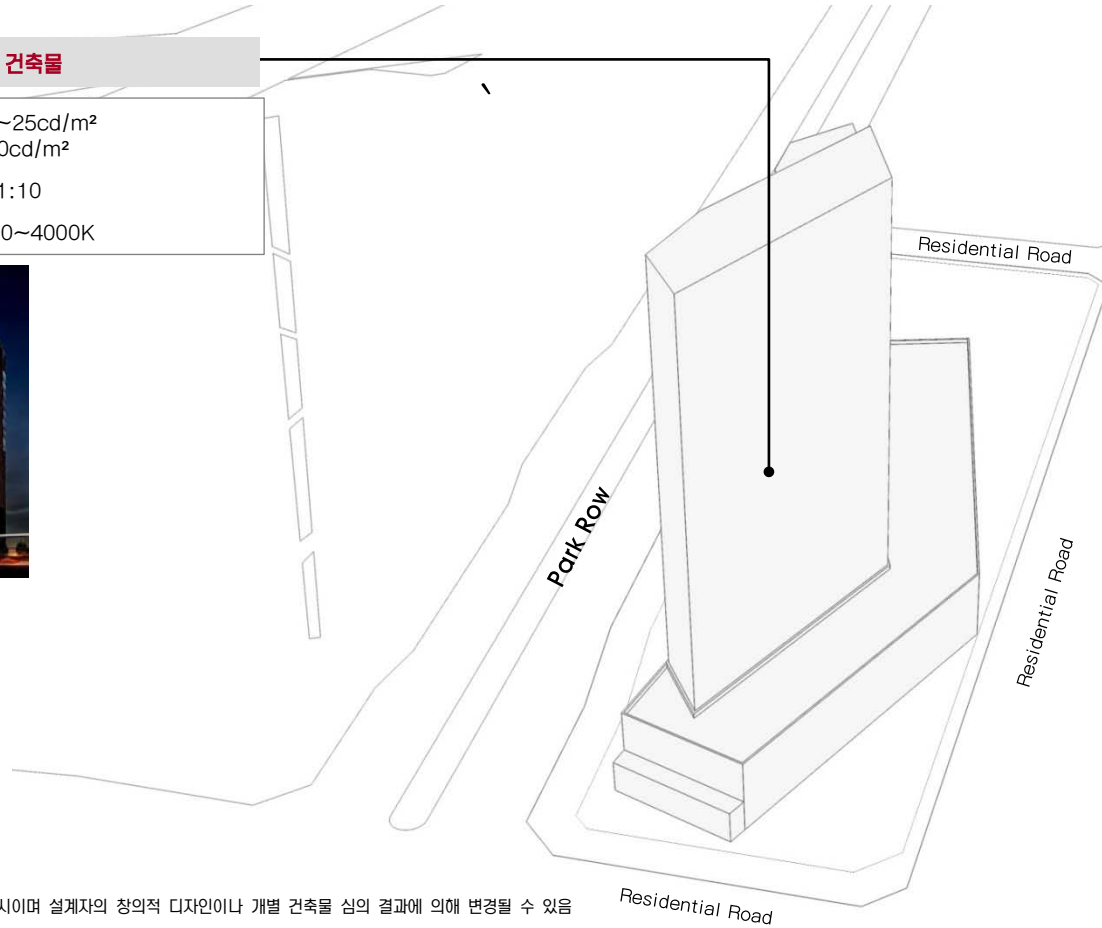 건축물
~25cd/m²
0cd/m²
1:10
0~4000K
Residential Road
Park Row
Residential Road
시이며 설계자의 창의적 디자인이나 개별 건축물 심의 결과에 의해 변경될 수 있음
Residential Road